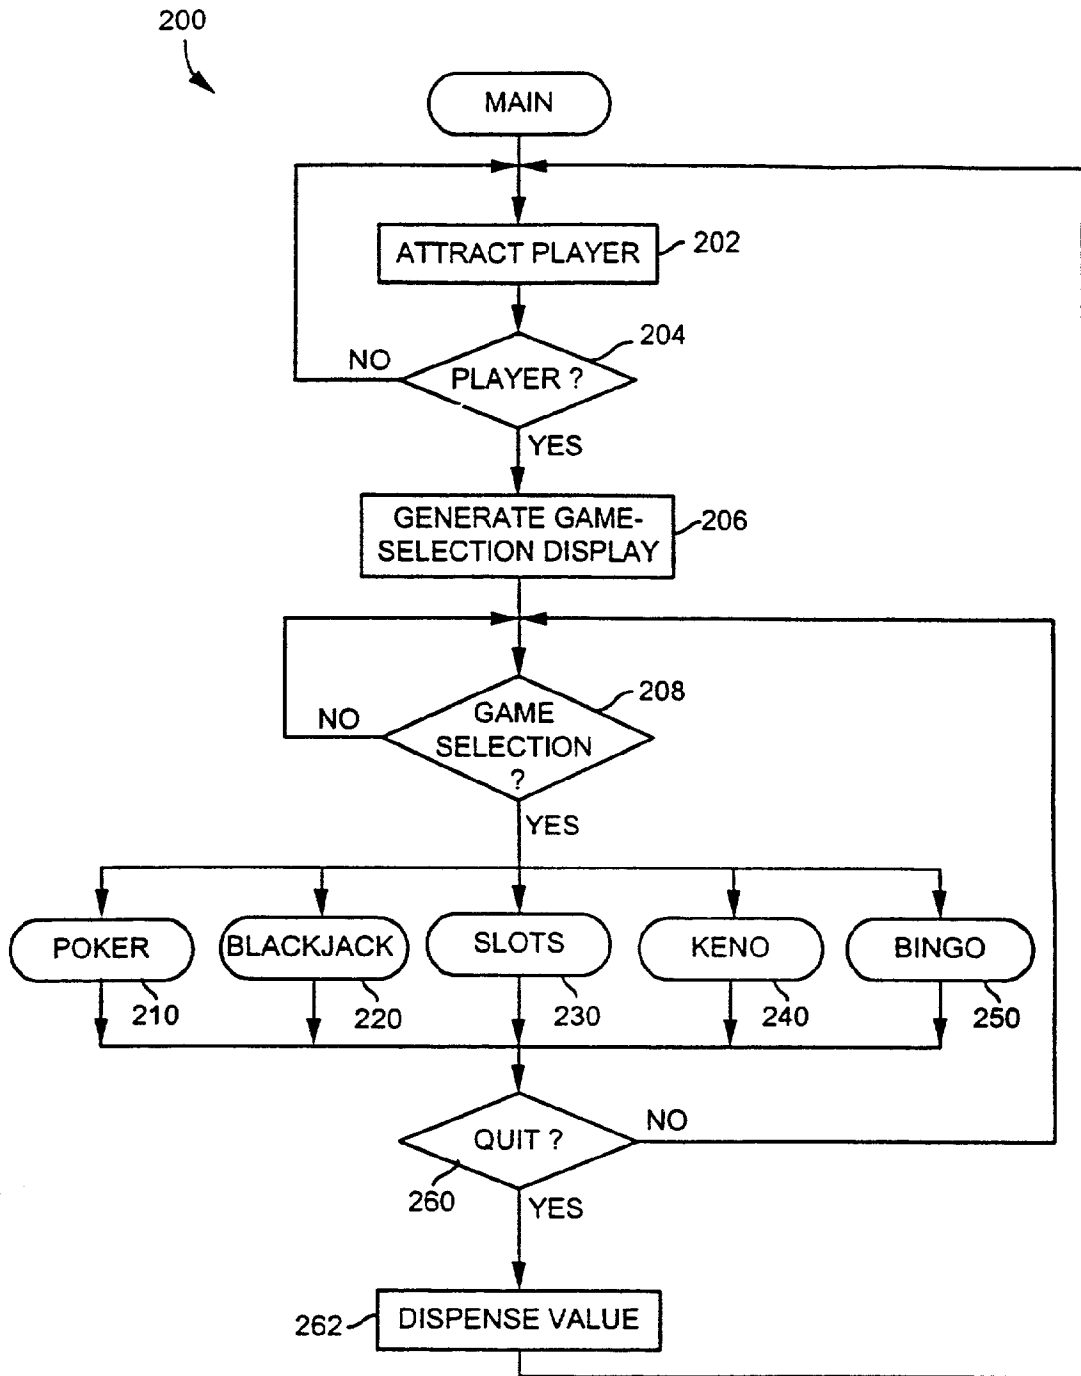 200
MAIN
ATTRACT PLAYER
202
204
NO
PLAYER ?
YES
GENERATE GAME-
SELECTION DISPLAY
206
208
NO
GAME
SELECTION
?
YES
POKER
BLACKJACK
SLOTS
KENO
BINGO
210
220
230
240
250
QUIT ?
NO
260
YES
262
DISPENSE VALUE